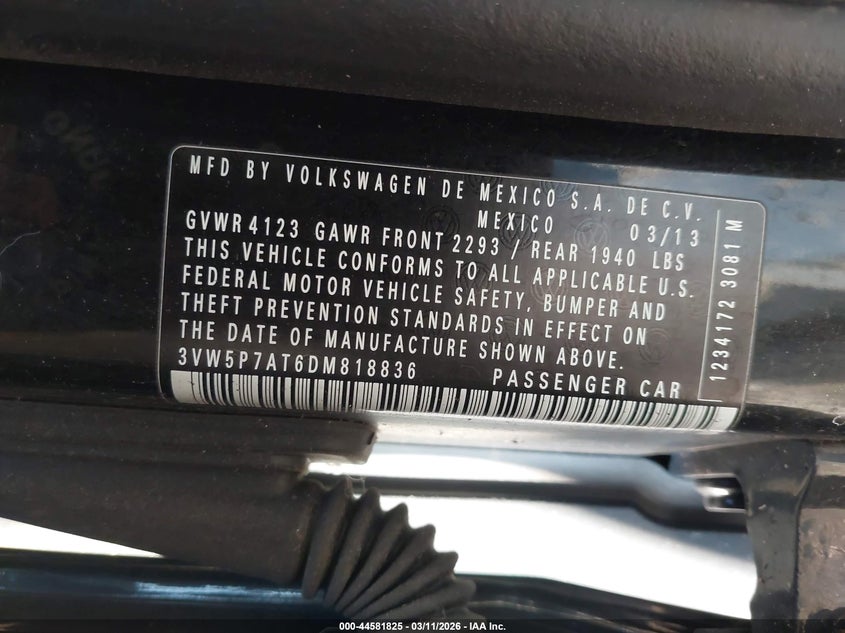 MFD BY VOLKSWAGEN DE MEXICO S.A. DE C.V.
MEXICO 03/13
GVWR 4123 GAWR FRONT 2293 / REAR 1940 LBS
THIS VEHICLE CONFORMS TO ALL APPLICABLE U.S.
FEDERAL MOTOR VEHICLE SAFETY, BUMPER AND
THEFT PREVENTION STANDARDS IN EFFECT ON
THE DATE OF MANUFACTURE SHOWN ABOVE.
3VW5P7AT6DM818836 PASSENGER CAR
1234172 3081 M
000-44581825 - 03/11/2026 - IAA Inc.